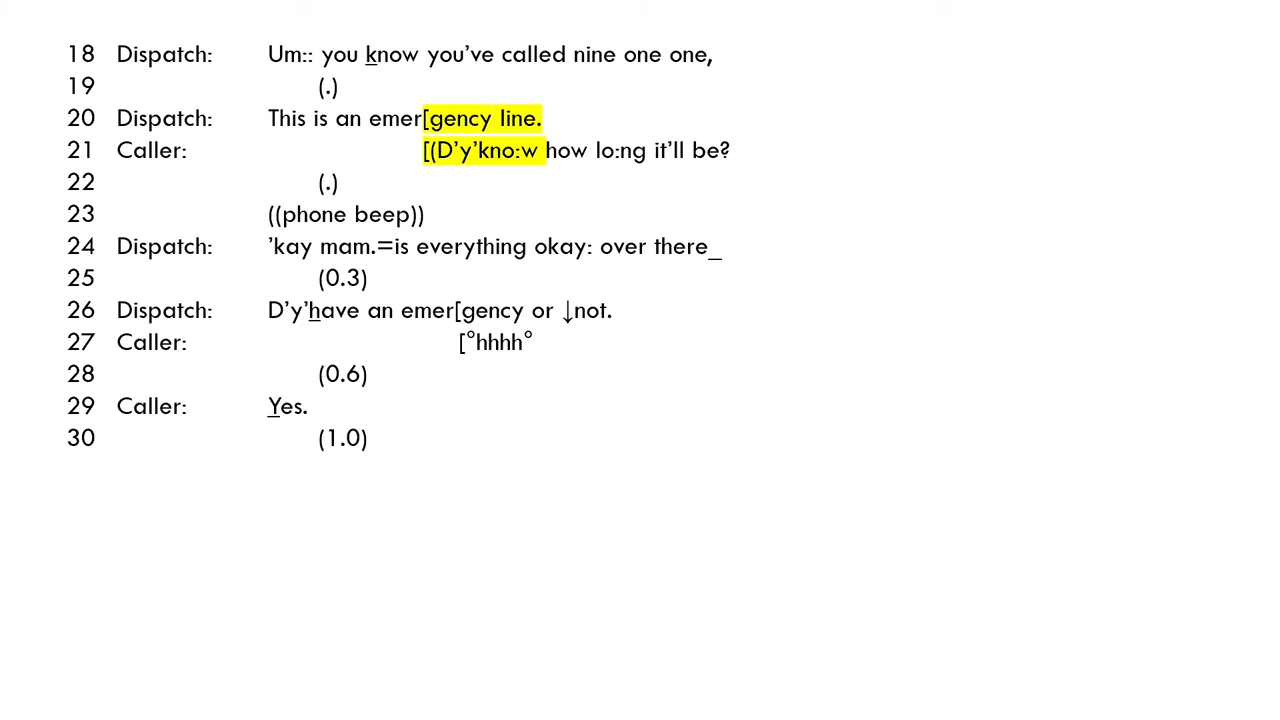 18 Dispatch: Um:: you know you’ve called nine one one,
19 (.)
20 Dispatch: This is an emer[gency line.
21 Caller: [(D’y’kno:w how lo:ng it’ll be?
22 (.)
23 ((phone beep))
24 Dispatch: ’kay mam.=is everything okay: over there_
25 (0.3)
26 Dispatch: D’y’have an emer[gency or ↓not.
27 Caller: [°hhhh°
28 (0.6)
29 Caller: Yes.
30 (1.0)